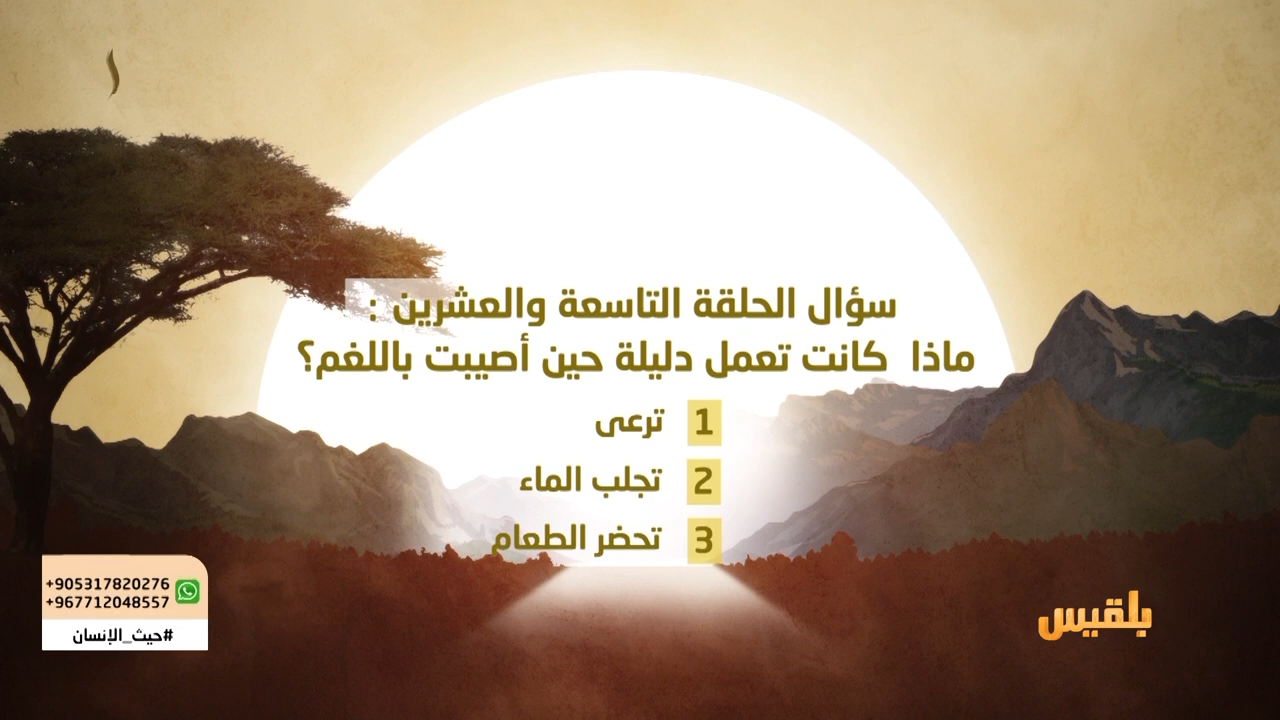 سؤال الحلقة التاسعة والعشرين :
ماذا كانت تعمل دليلة حين أصيبت باللغم؟
1 ترعى
2 تجلب الماء
3 تحضر الطعام
+905317820276
+967712048557
#حيث_الإنسان
بلقيس